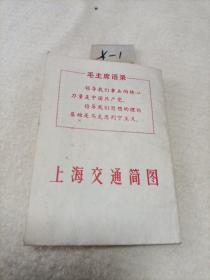 X-1
毛主席语录
领导我们事业的核心
力量是中国共产党。
指导我们思想的理论
基础是马克思列宁主义。
上海交通简图